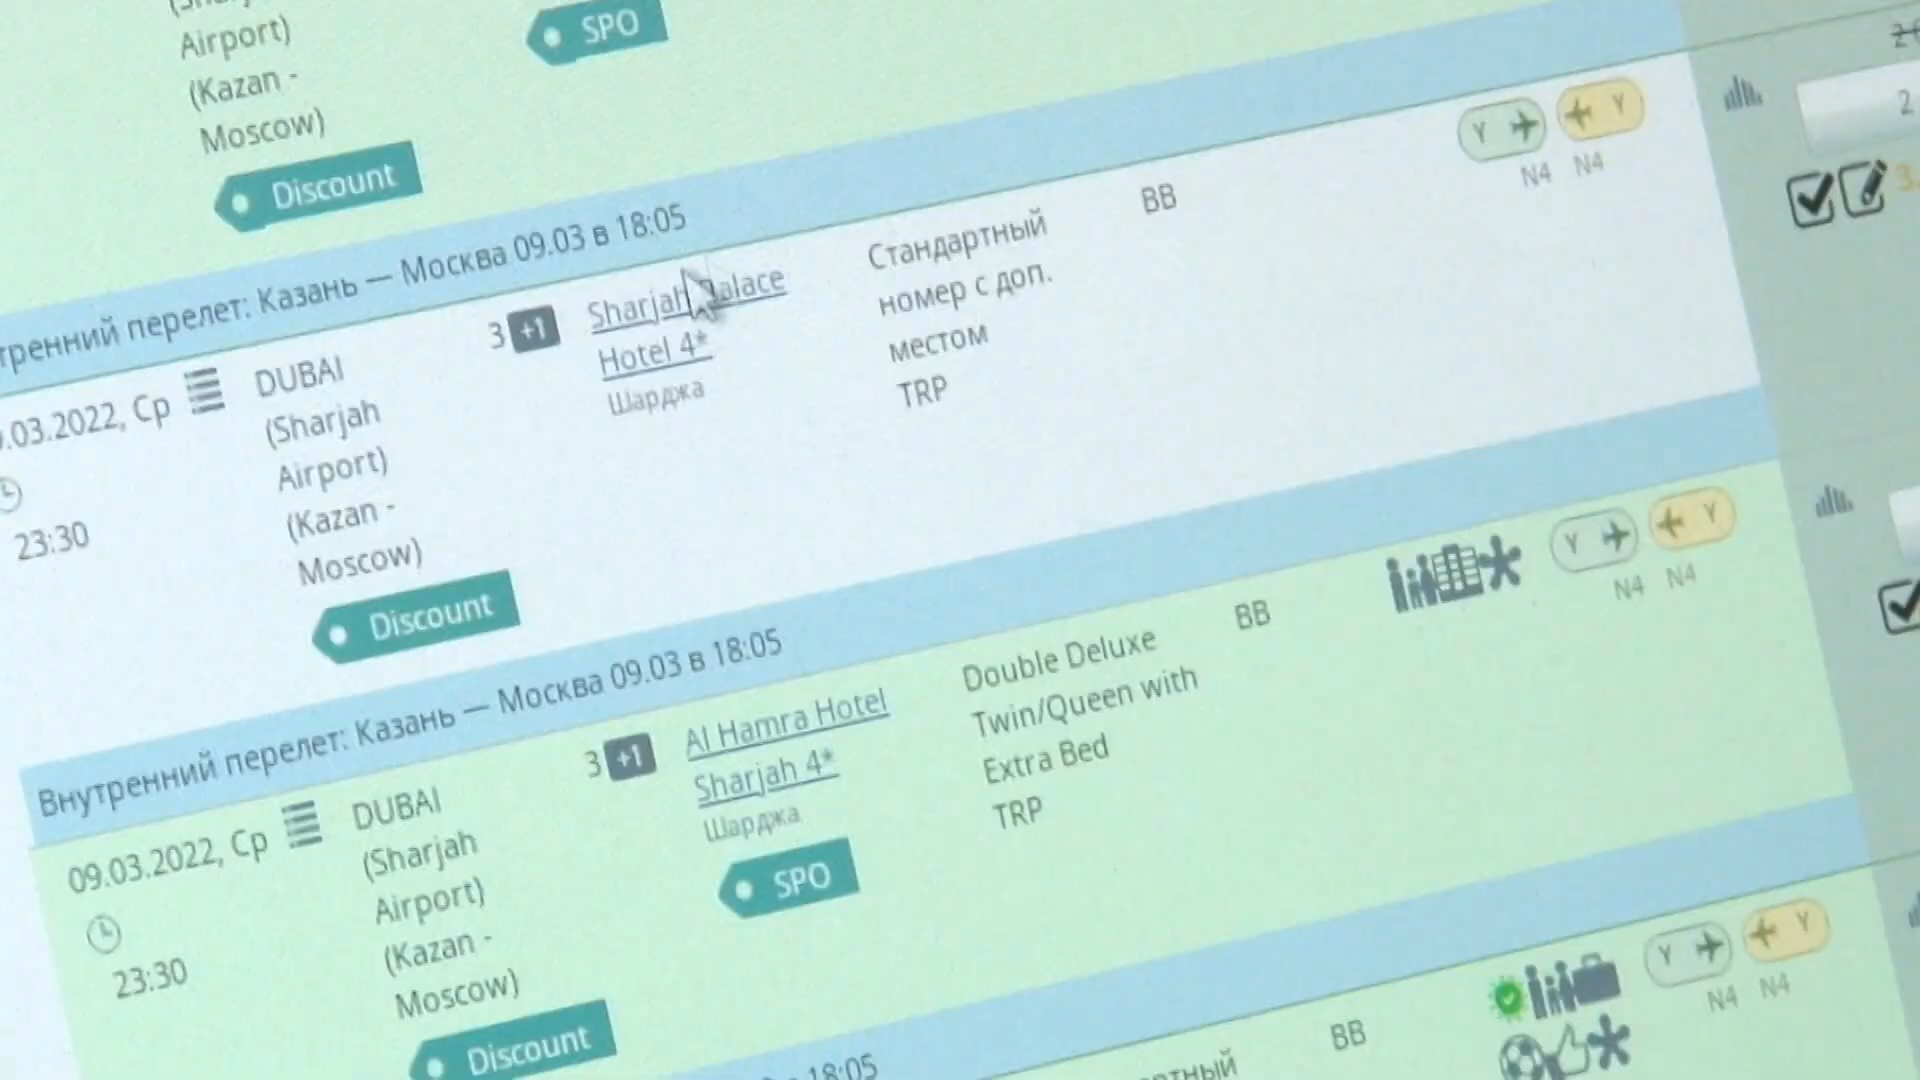 Airport)
(Kazan -
Moscow)
Discount
SPO
Казань — Москва 09.03 в 18:05
.03.2022, Ср
23:30
DUBAI
(Sharjah
Airport)
(Kazan -
Moscow)
Discount
3 +1
Sharjah Palace
Hotel 4*
Шарджа
Стандартный
номер с доп.
местом
TRP
BB
Y Y
N4 N4
Внутренний перелет: Казань — Москва 09.03 в 18:05
09.03.2022, Ср
23:30
DUBAI
(Sharjah
Airport)
(Kazan -
Moscow)
Discount
3 +1
Al Hamra Hotel
Sharjah 4*
Шарджа
SPO
Double Deluxe
Twin/Queen with
Extra Bed
TRP
BB
Y Y
N4 N4
18:05
BB
Y Y
N4 N4